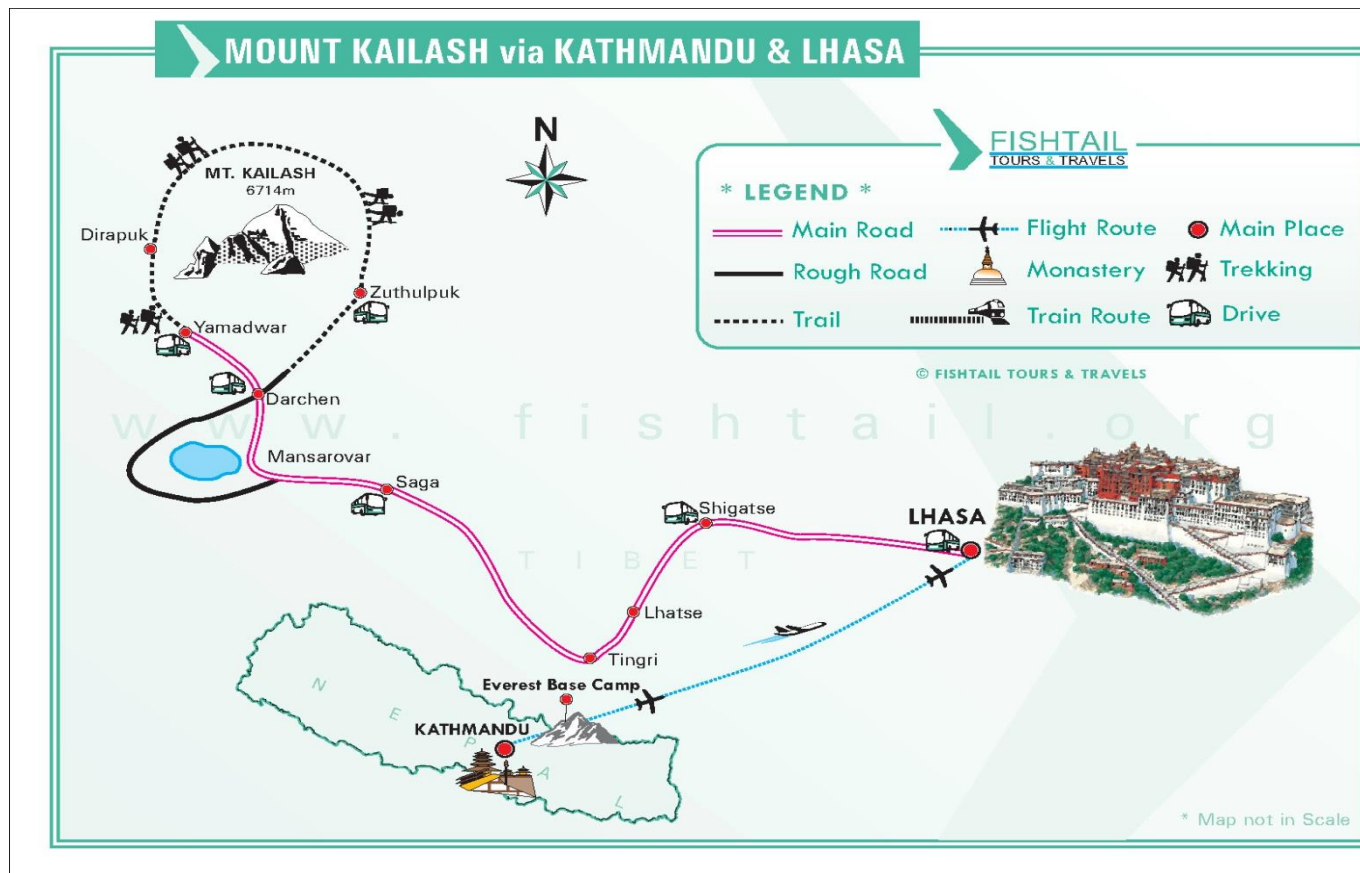 MOUNT KAILASH via KATHMANDU & LHASA
N
FISHTAIL
TOURS & TRAVELS
* LEGEND *
Main Road
Flight Route
Main Place
Rough Road
Monastery
Trekking
Trail
Train Route
Drive
© FISHTAIL TOURS & TRAVELS
MT. KAILASH
6714m
Dirapuk
Zuthulpuk
Yamadwar
Darchen
www.fishtail.org
Mansarovar
Saga
Shigatse
LHASA
TIBET
Lhatse
Tingri
Everest Base Camp
KATHMANDU
NEPAL
* Map not in Scale